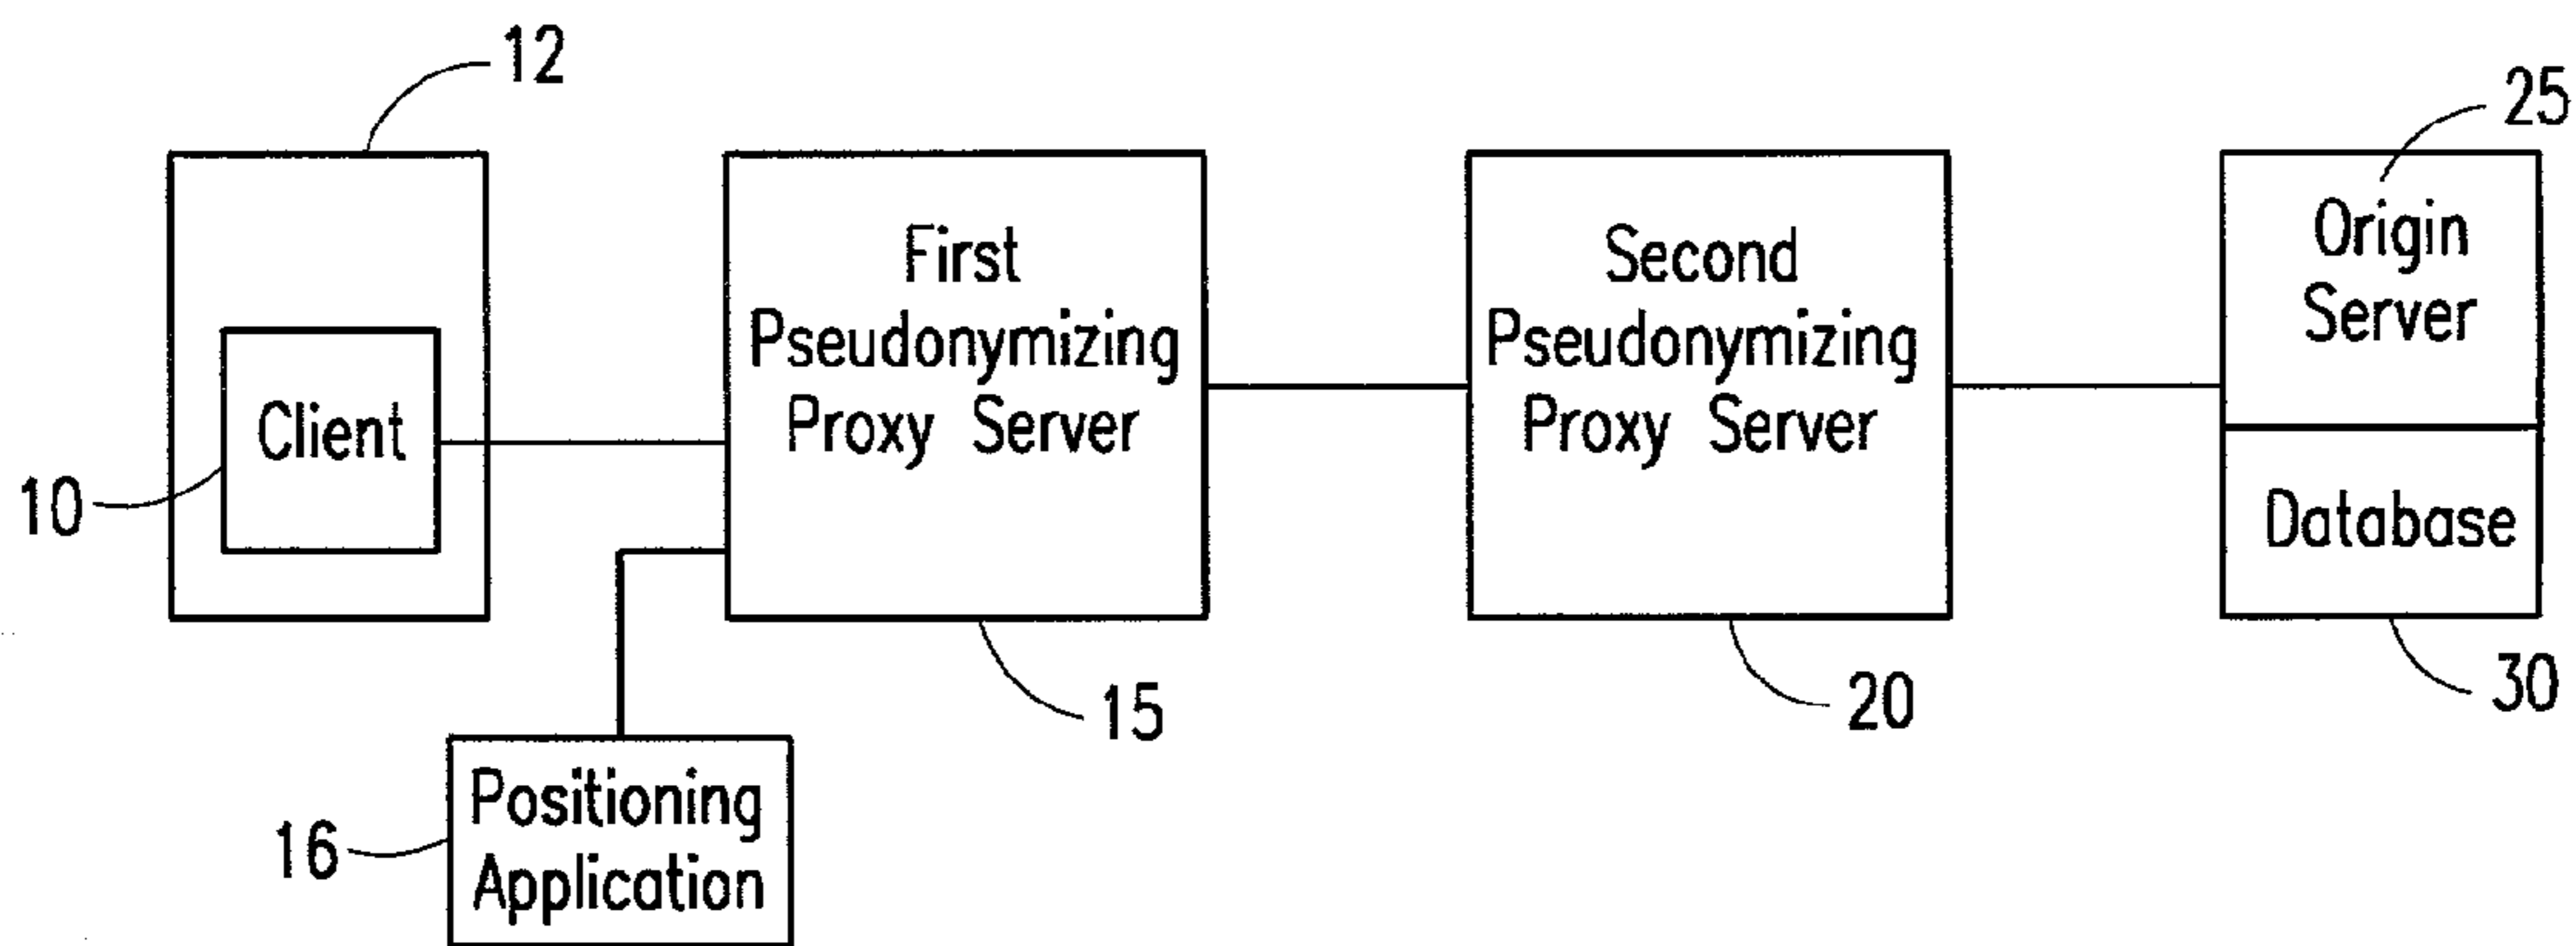 12
25
First
Pseudonymizing
Proxy Server
Second
Pseudonymizing
Proxy Server
Origin
Server
Client
10
Database
15
20
30
Positioning
Application
16